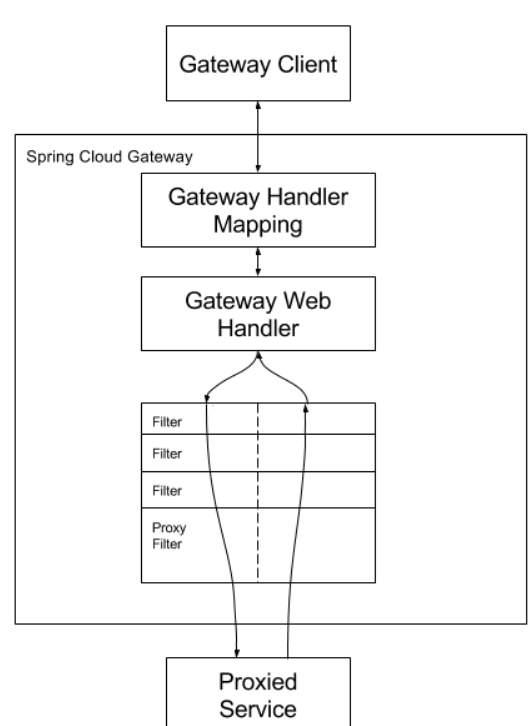 Gateway Client
Spring Cloud Gateway
Gateway Handler
Mapping
Gateway Web
Handler
Filter
Filter
Filter
Proxy
Filter
Proxied
Service